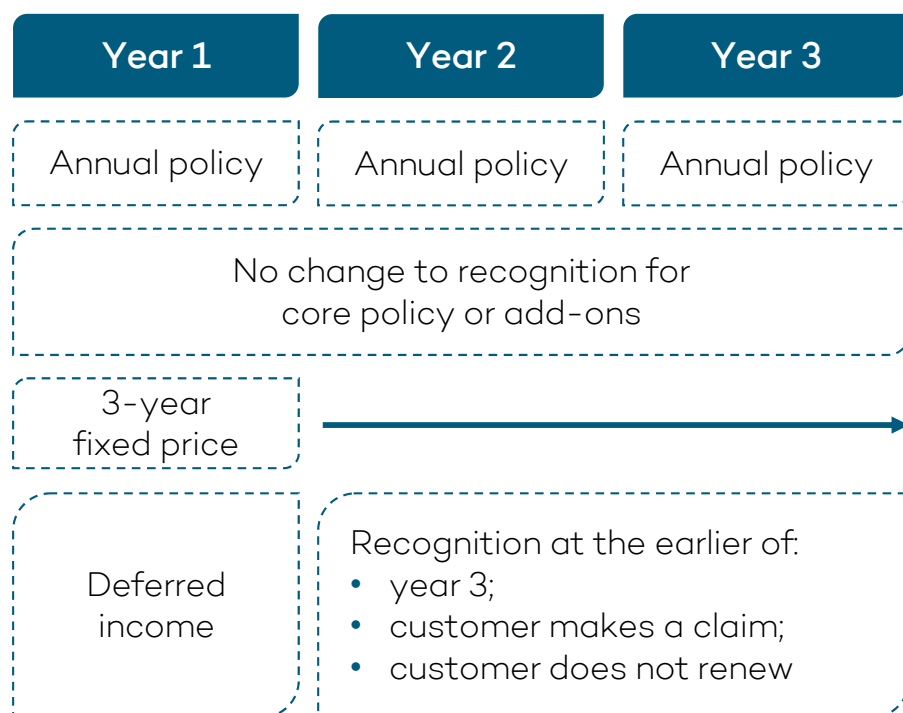 Year 1
Year 2
Year 3
Annual policy
Annual policy
Annual policy
No change to recognition for
core policy or add-ons
3-year
fixed price
Deferred
income
Recognition at the earlier of:
• year 3;
• customer makes a claim;
• customer does not renew